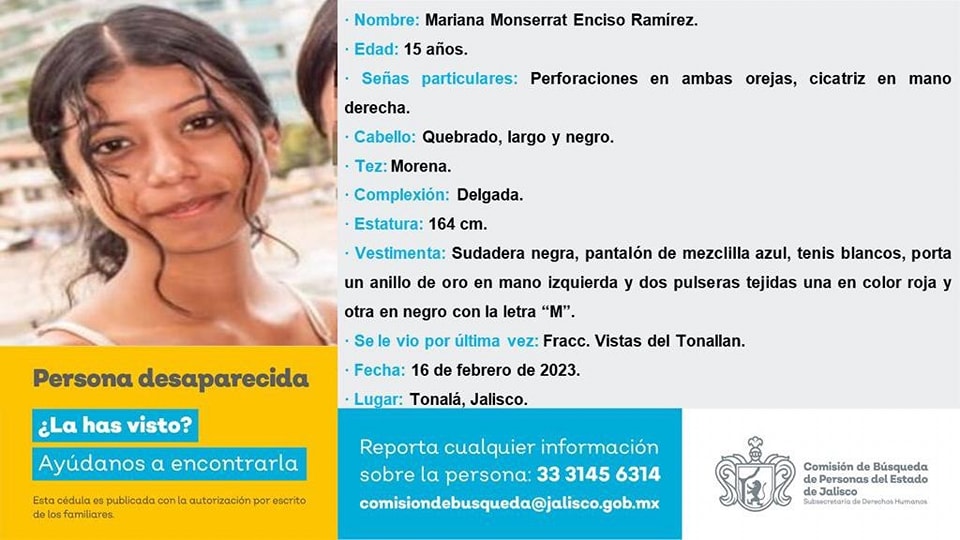 · Nombre: Mariana Monserrat Enciso Ramírez.
· Edad: 15 años.
· Señas particulares: Perforaciones en ambas orejas, cicatriz en mano
derecha.
· Cabello: Quebrado, largo y negro.
· Tez: Morena.
· Complexión: Delgada.
· Estatura: 164 cm.
· Vestimenta: Sudadera negra, pantalón de mezclilla azul, tenis blancos, porta
un anillo de oro en mano izquierda y dos pulseras tejidas una en color roja y
otra en negro con la letra “M”.
· Se le vio por última vez: Fracc. Vistas del Tonallan.
· Fecha: 16 de febrero de 2023.
· Lugar: Tonalá, Jalisco.
Persona desaparecida
¿La has visto?
Ayúdanos a encontrarla
Esta cédula es publicada con la autorización por escrito
de los familiares.
Reporta cualquier información
sobre la persona: 33 3145 6314
comisiondebusqueda@jalisco.gob.mx
Comisión de Búsqueda
de Personas del Estado
de Jalisco
Subsecretaría de Derechos Humanos